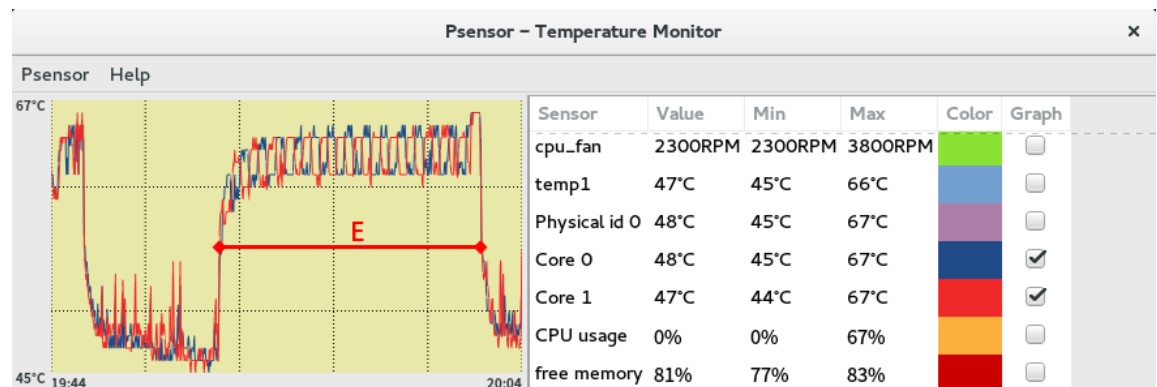 Psensor – Temperature Monitor ×
Psensor Help
67°C
E
45°C 19:44 20:04
Sensor Value Min Max Color Graph
cpu_fan 2300RPM 2300RPM 3800RPM
temp1 47°C 45°C 66°C
Physical id 0 48°C 45°C 67°C
Core 0 48°C 45°C 67°C
Core 1 47°C 44°C 67°C
CPU usage 0% 0% 67%
free memory 81% 77% 83%